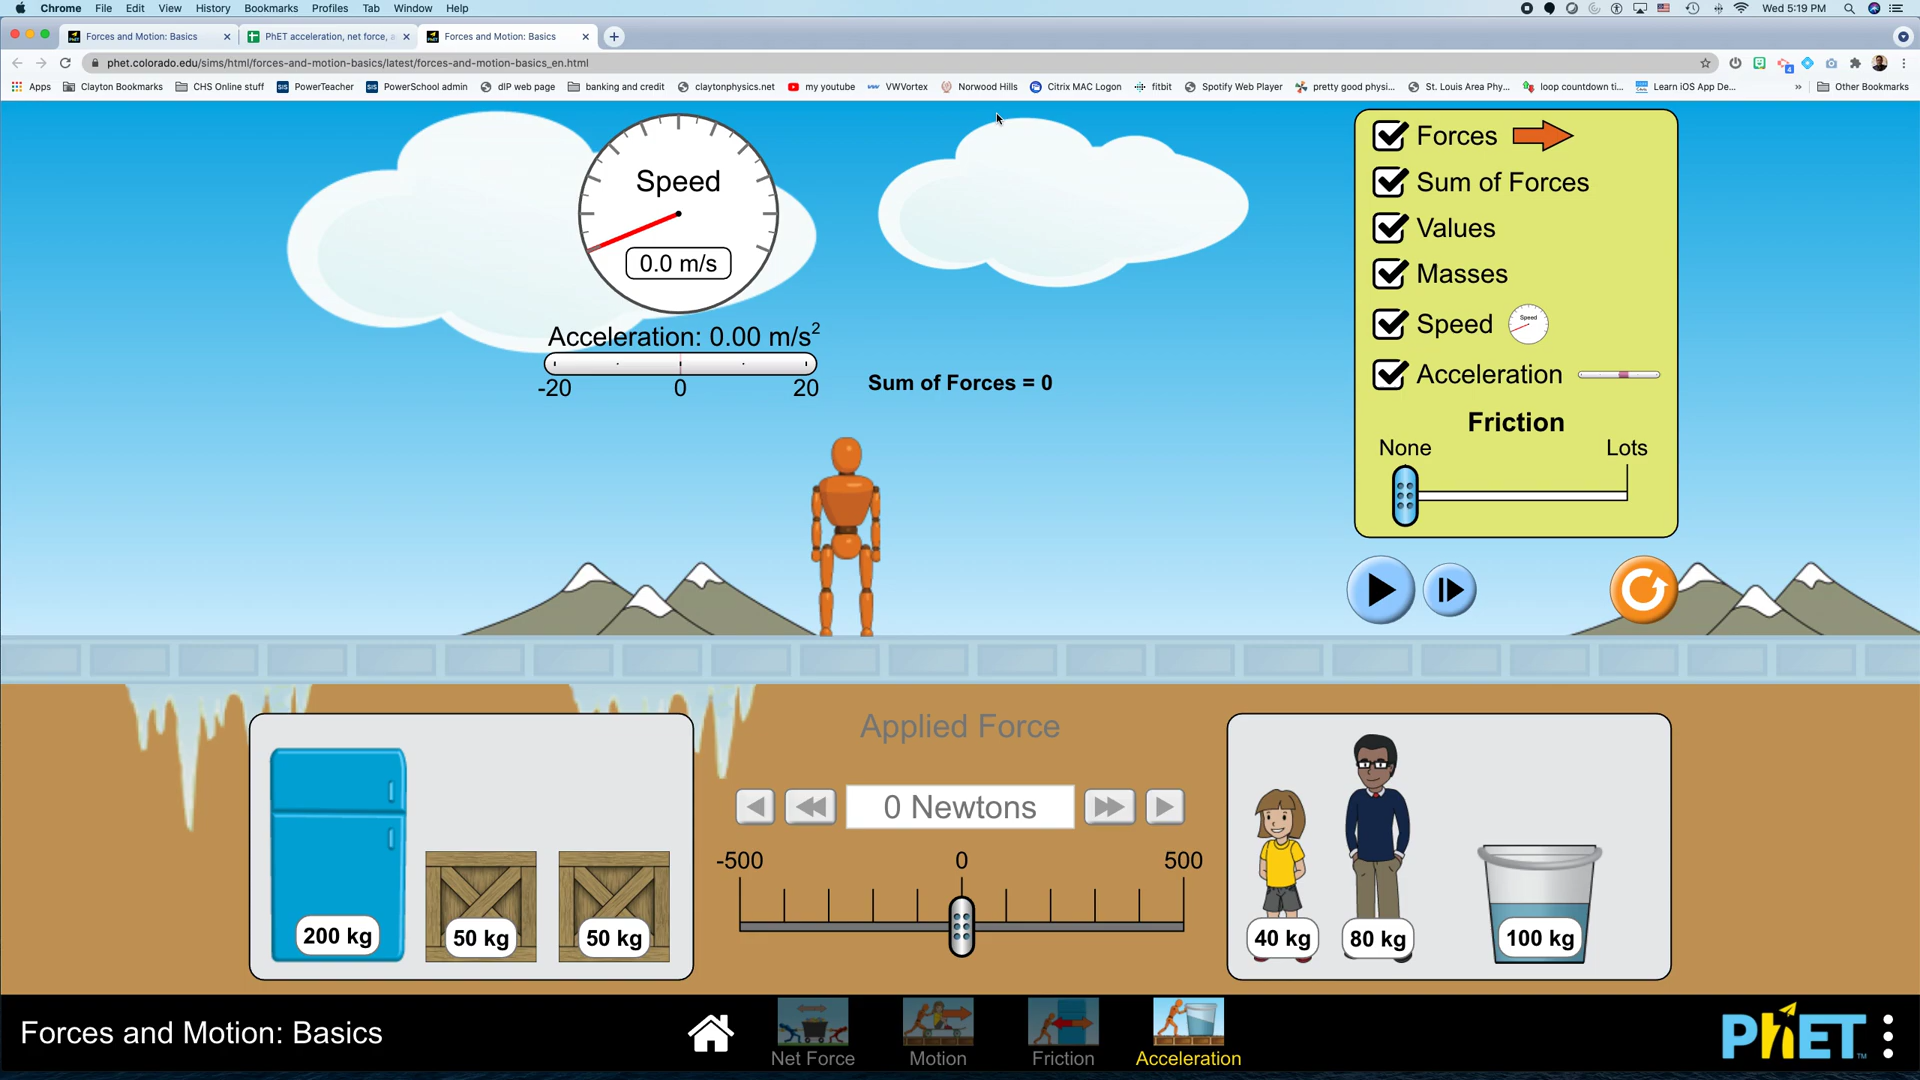 Chrome File Edit View History Bookmarks Profiles Tab Window Help Wed 5:19 PM
Forces and Motion: Basics PhET acceleration, net force, a Forces and Motion: Basics
phet.colorado.edu/sims/html/forces-and-motion-basics/latest/forces-and-motion-basics_en.html
Apps Clayton Bookmarks CHS Online stuff PowerTeacher PowerSchool admin dIP web page banking and credit claytonphysics.net my youtube VWVortex Norwood Hills Citrix MAC Logon fitbit Spotify Web Player pretty good physi... St. Louis Area Phy... loop countdown ti... Learn iOS App De... » Other Bookmarks
Speed
0.0 m/s
Acceleration: 0.00 m/s²
-20 0 20
Sum of Forces = 0
Forces
Sum of Forces
Values
Masses
Speed
Speed
Acceleration
Friction
None Lots
Applied Force
0 Newtons
-500 0 500
200 kg
50 kg
50 kg
40 kg
80 kg
100 kg
Forces and Motion: Basics
Net Force
Motion
Friction
Acceleration
PhET